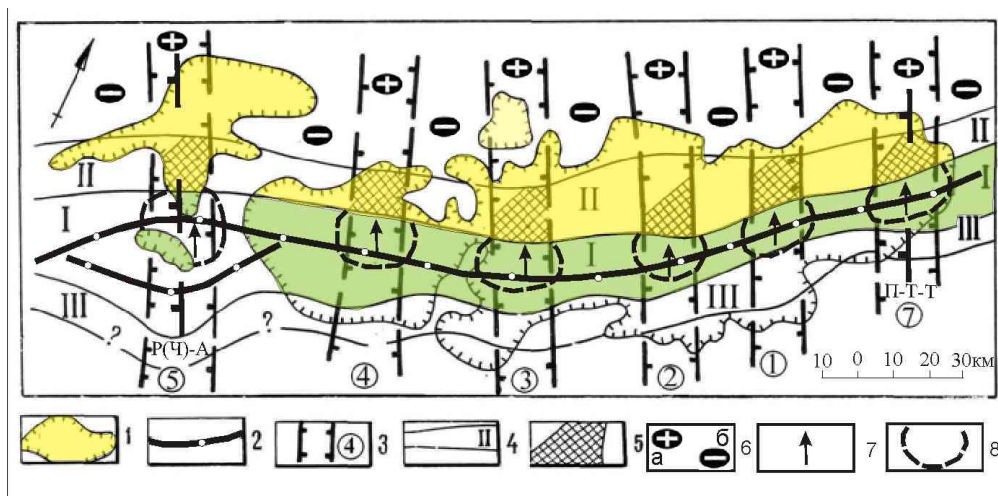 + + + + + +
− − − − − − −
II
I
III
? ?
II
I
III
II
I
III
Р(Ч)-А
П-Т-Т
⑤ ④ ③ ② ① ⑦
10 0 10 20 30км
1 2 ④ 3 II 4 5 а б 6 7 8